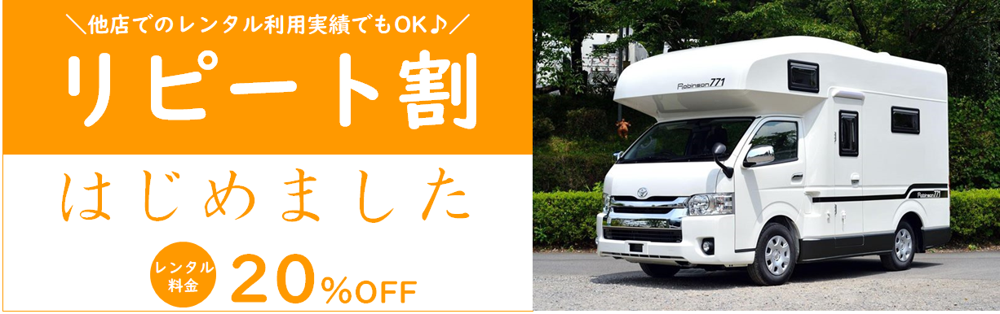 ＼他店でのレンタル利用実績でもOK♪／
リピート割
はじめました
レンタル
料金
20%OFF
Robinson771
Robinson771